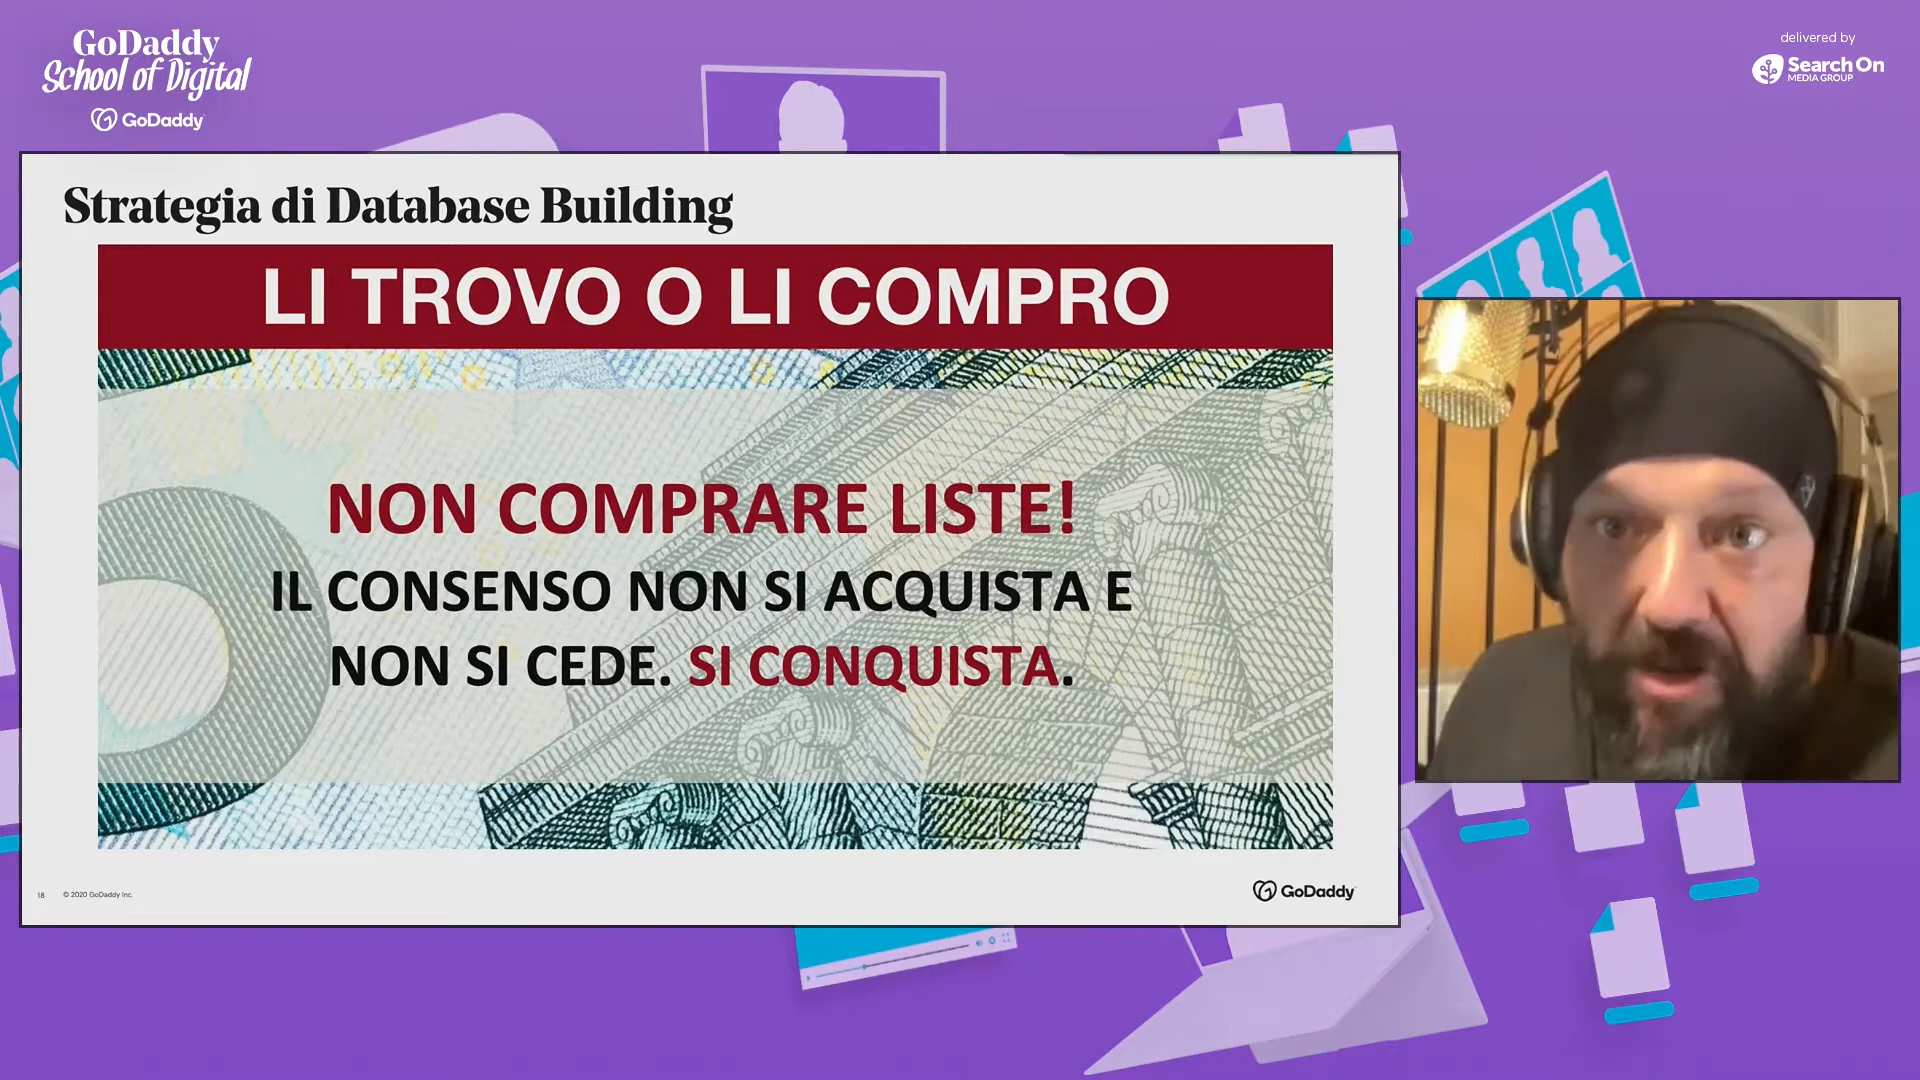 GoDaddy
School of Digital
GoDaddy
delivered by
Search On
MEDIA GROUP
Strategia di Database Building
LI TROVO O LI COMPRO
NON COMPRARE LISTE!
IL CONSENSO NON SI ACQUISTA E
NON SI CEDE. SI CONQUISTA.
18
© 2020 GoDaddy Inc.
GoDaddy